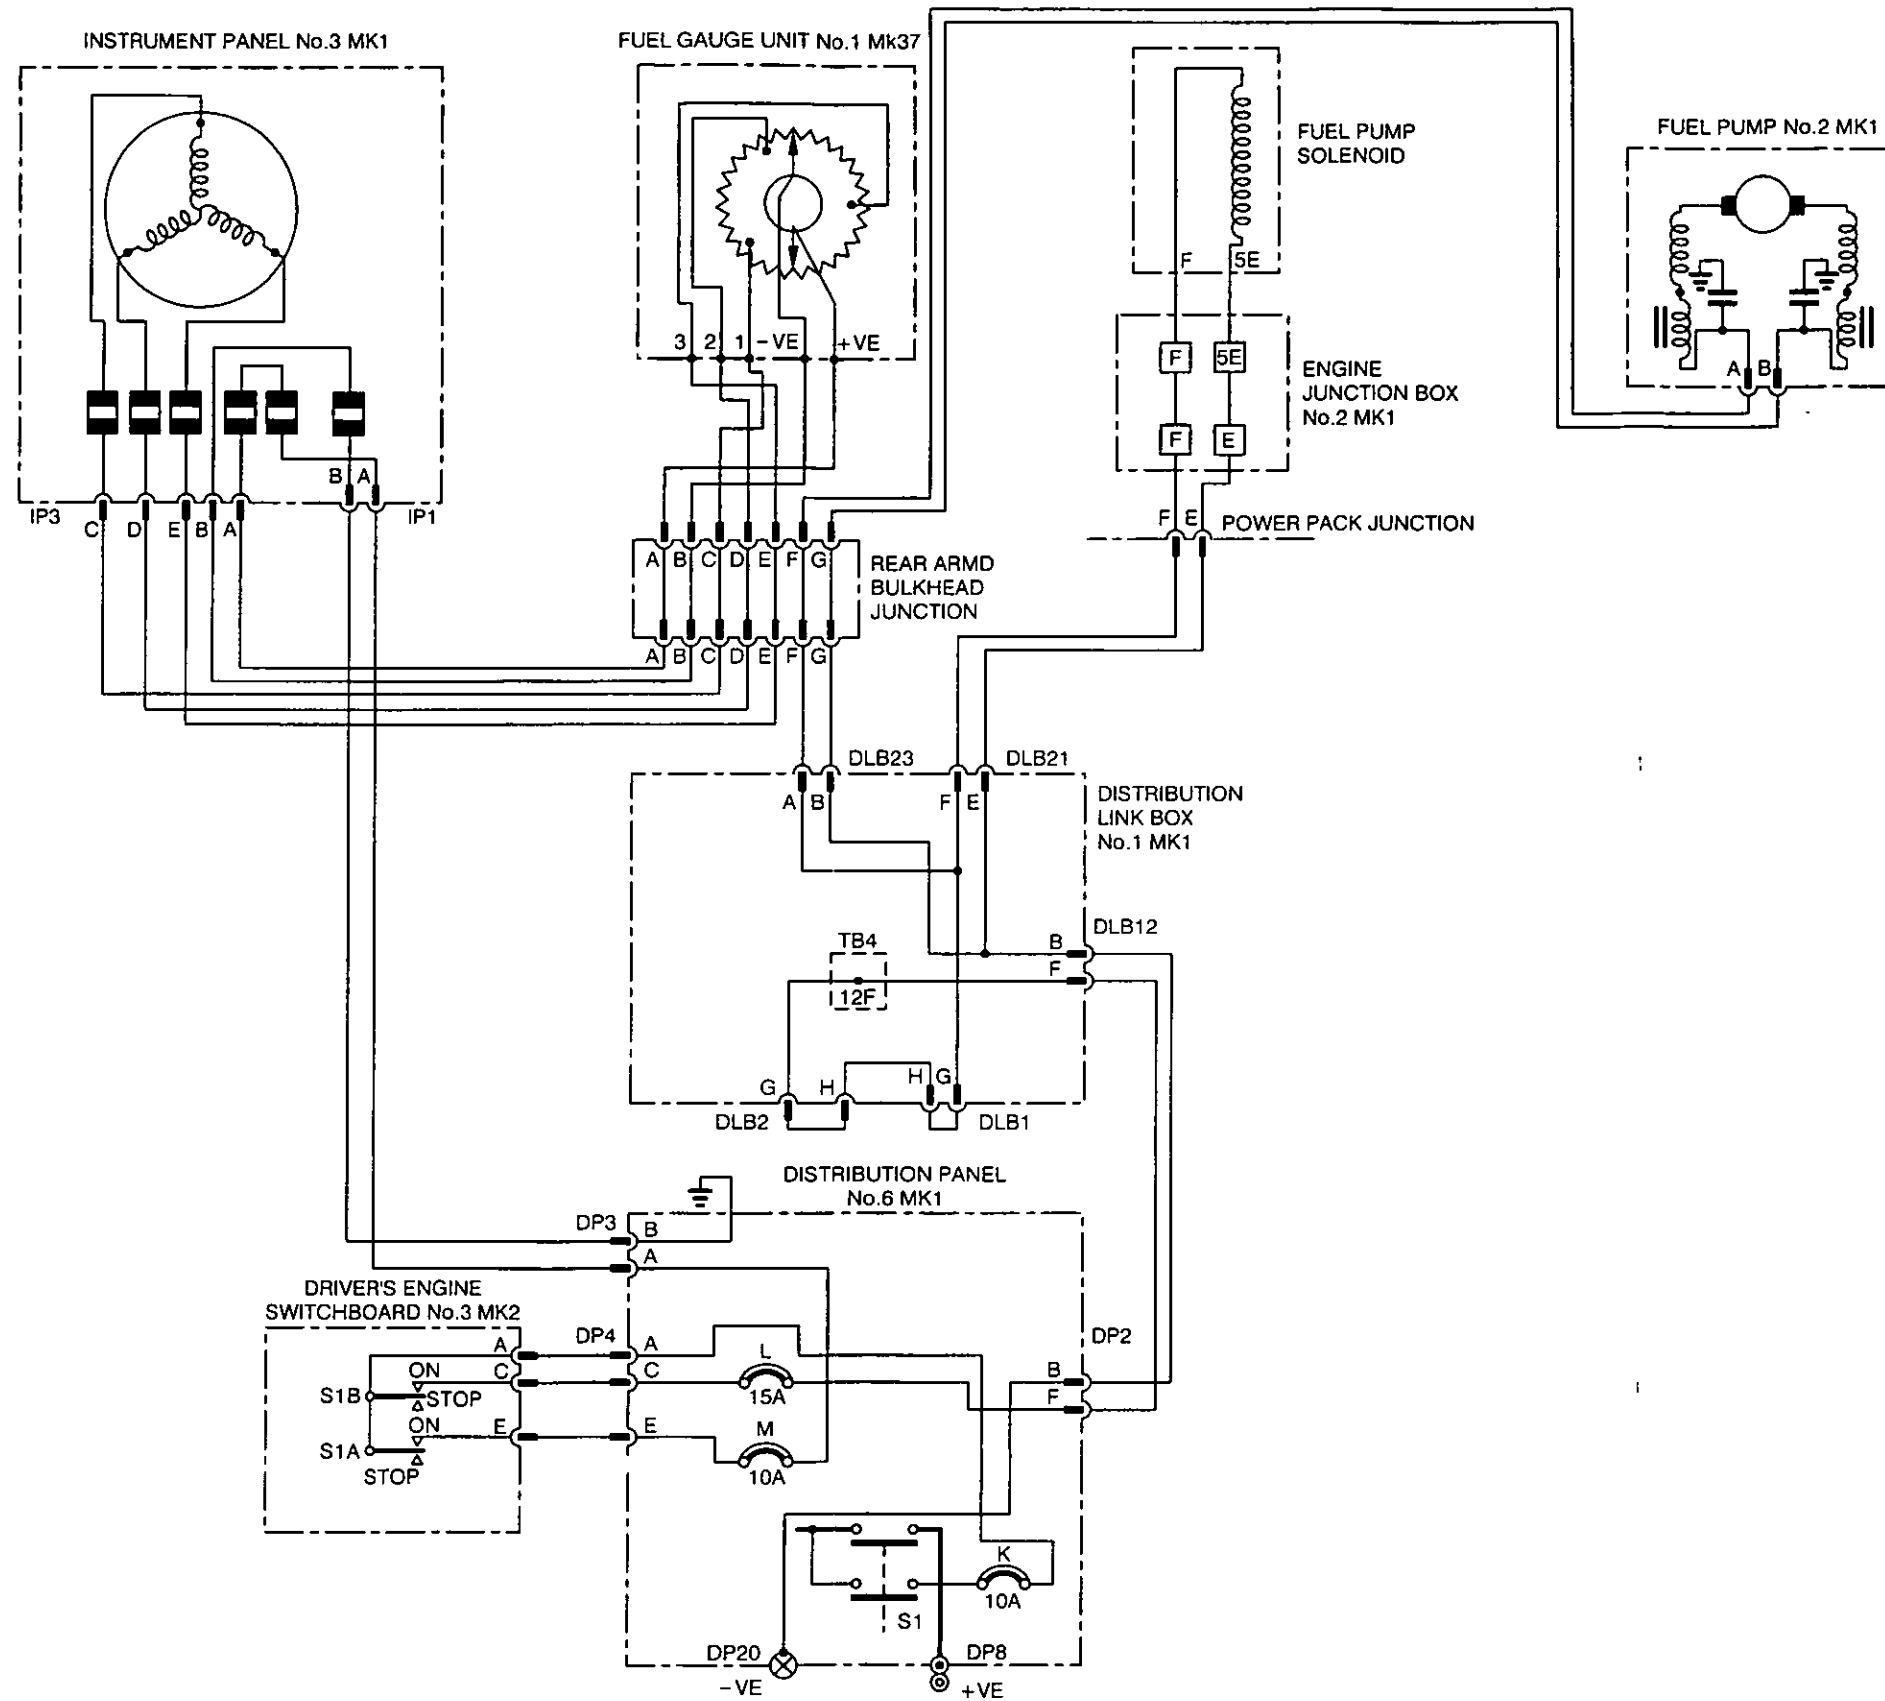 INSTRUMENT PANEL No.3 MK1
FUEL GAUGE UNIT No.1 Mk37
FUEL PUMP
SOLENOID
FUEL PUMP No.2 MK1
F 5E
3 2 1 -VE +VE
F 5E
ENGINE
JUNCTION BOX
No.2 MK1
A B
F E
B A
IP3 C D E B A IP1
F E POWER PACK JUNCTION
A B C D E F G
REAR ARMD
BULKHEAD
JUNCTION
A B C D E F G
DLB23 DLB21
A B F E
DISTRIBUTION
LINK BOX
No.1 MK1
DLB12
TB4
B
F
12F
G H H G
DLB2 DLB1
DISTRIBUTION PANEL
No.6 MK1
DP3 B
A
DRIVER'S ENGINE
SWITCHBOARD No.3 MK2
A DP4 A DP2
ON C C L B
S1B STOP 15A F
ON E E M
S1A
STOP 10A
K
10A
S1
DP20 DP8
-VE +VE